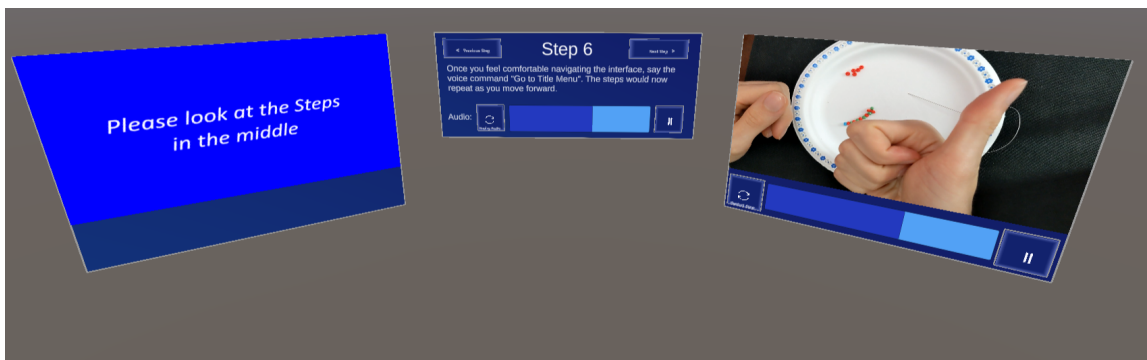 Please look at the Steps
in the middle
Previous Step
Step 6
Next Step
Once you feel comfortable navigating the interface, say the
voice command "Go to Title Menu". The steps would now
repeat as you move forward.
Audio: